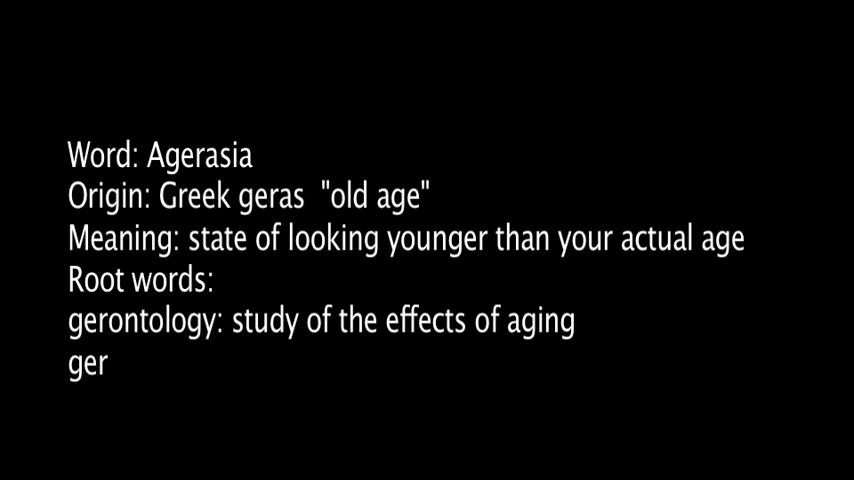 Word: Agerasia
Origin: Greek geras  "old age"
Meaning: state of looking younger than your actual age
Root words:
gerontology: study of the effects of aging
ger